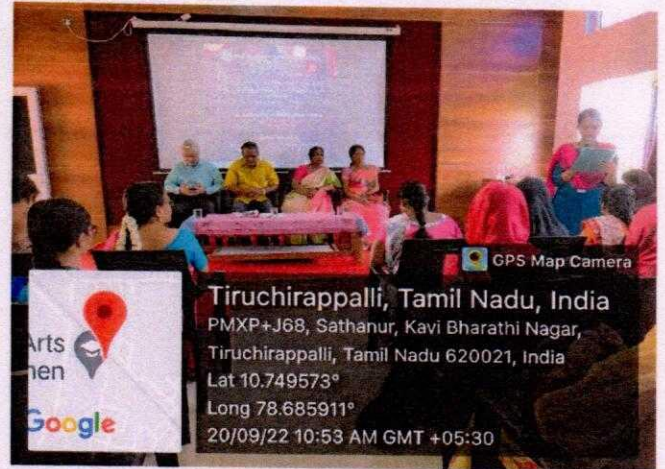 GPS Map Camera
Tiruchirappalli, Tamil Nadu, India
PMXP+J68, Sathanur, Kavi Bharathi Nagar,
Tiruchirappalli, Tamil Nadu 620021, India
Lat 10.749573°
Long 78.685911°
20/09/22 10:53 AM GMT +05:30
Arts
Google